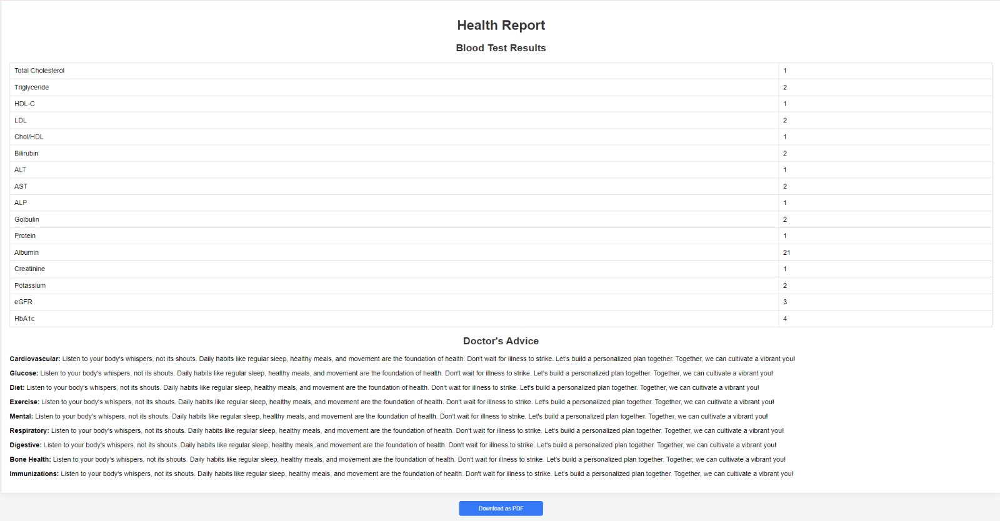 Health Report
Blood Test Results
Total Cholesterol 1
Triglyceride 2
HDL-C 1
LDL 2
Chol/HDL 1
Bilirubin 2
ALT 1
AST 2
ALP 1
Golbulin 2
Protein 1
Albumin 21
Creatinine 1
Potassium 2
eGFR 3
HbA1c 4
Doctor's Advice
Cardiovascular: Listen to your body's whispers, not its shouts. Daily habits like regular sleep, healthy meals, and movement are the foundation of health. Don't wait for illness to strike. Let's build a personalized plan together. Together, we can cultivate a vibrant you!
Glucose: Listen to your body's whispers, not its shouts. Daily habits like regular sleep, healthy meals, and movement are the foundation of health. Don't wait for illness to strike. Let's build a personalized plan together. Together, we can cultivate a vibrant you!
Diet: Listen to your body's whispers, not its shouts. Daily habits like regular sleep, healthy meals, and movement are the foundation of health. Don't wait for illness to strike. Let's build a personalized plan together. Together, we can cultivate a vibrant you!
Exercise: Listen to your body's whispers, not its shouts. Daily habits like regular sleep, healthy meals, and movement are the foundation of health. Don't wait for illness to strike. Let's build a personalized plan together. Together, we can cultivate a vibrant you!
Mental: Listen to your body's whispers, not its shouts. Daily habits like regular sleep, healthy meals, and movement are the foundation of health. Don't wait for illness to strike. Let's build a personalized plan together. Together, we can cultivate a vibrant you!
Respiratory: Listen to your body's whispers, not its shouts. Daily habits like regular sleep, healthy meals, and movement are the foundation of health. Don't wait for illness to strike. Let's build a personalized plan together. Together, we can cultivate a vibrant you!
Digestive: Listen to your body's whispers, not its shouts. Daily habits like regular sleep, healthy meals, and movement are the foundation of health. Don't wait for illness to strike. Let's build a personalized plan together. Together, we can cultivate a vibrant you!
Bone Health: Listen to your body's whispers, not its shouts. Daily habits like regular sleep, healthy meals, and movement are the foundation of health. Don't wait for illness to strike. Let's build a personalized plan together. Together, we can cultivate a vibrant you!
Immunizations: Listen to your body's whispers, not its shouts. Daily habits like regular sleep, healthy meals, and movement are the foundation of health. Don't wait for illness to strike. Let's build a personalized plan together. Together, we can cultivate a vibrant you!
Download as PDF